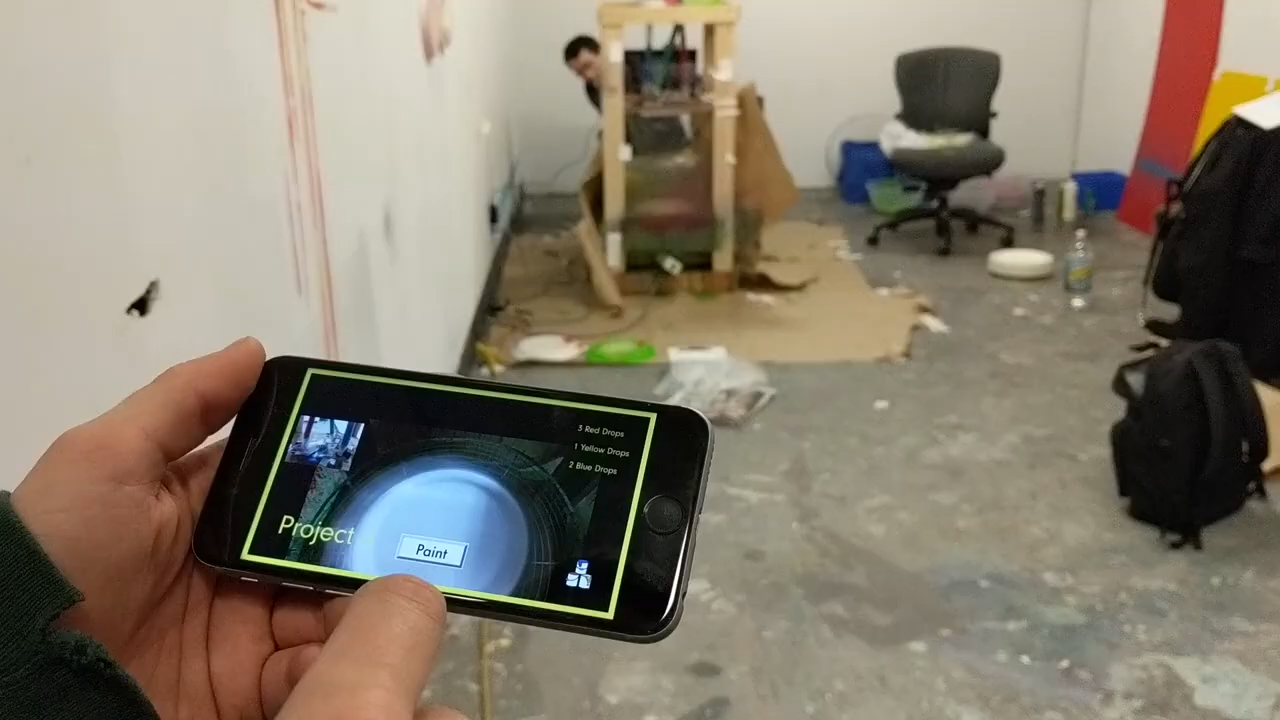 3 Red Drops
1 Yellow Drops
2 Blue Drops
Project
Paint